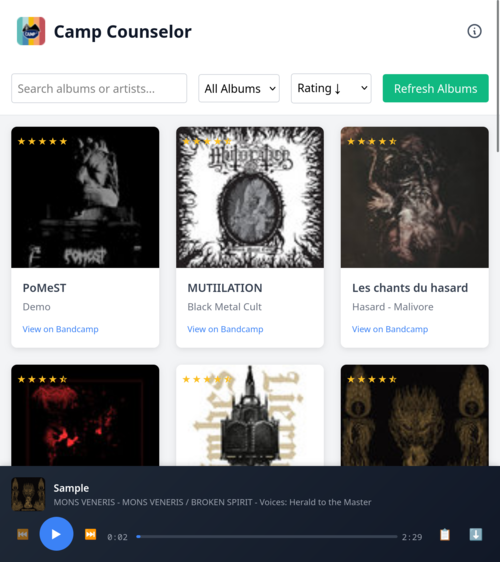 CAMP
Camp Counselor
Search albums or artists...
All Albums
Rating ↓
Refresh Albums
PoMeST
Demo
View on Bandcamp
MUTIILATION
Black Metal Cult
View on Bandcamp
Les chants du hasard
Hasard - Malivore
View on Bandcamp
Sample
MONS VENERIS - MONS VENERIS / BROKEN SPIRIT - Voices: Herald to the Master
0:02
2:29